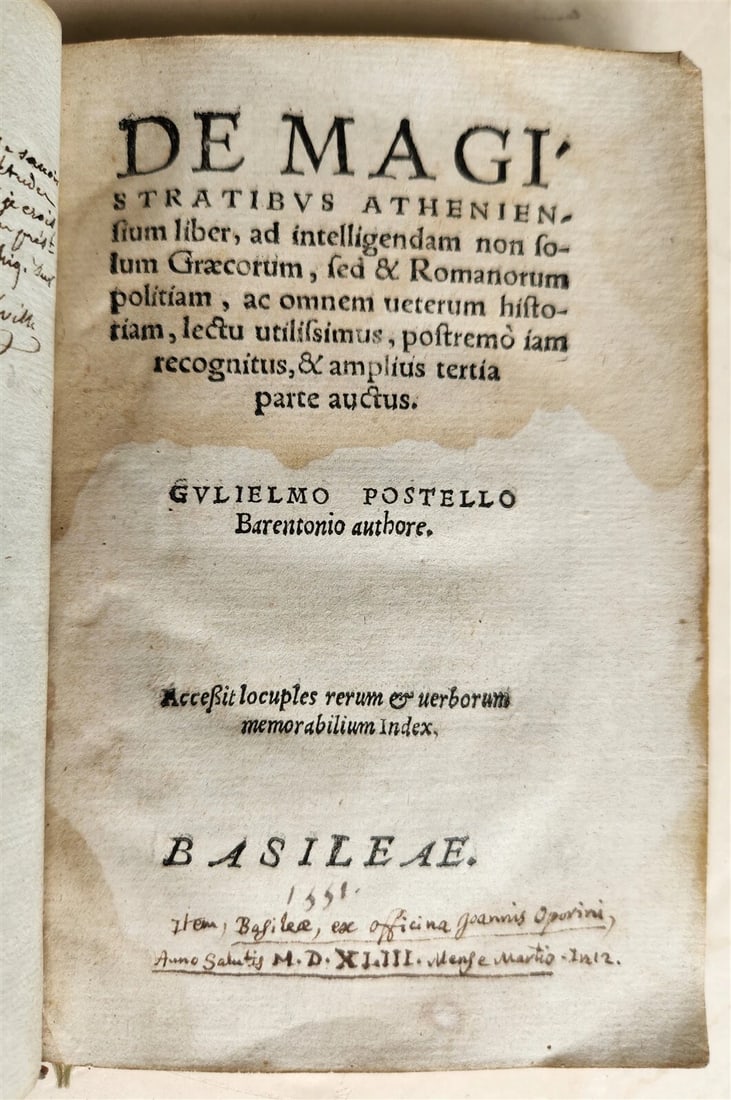 DE MAGI-
STRATIBVS ATHENIEN-
ſium liber, ad intelligendam non ſo-
lum Græcorum, ſed & Romanorum
politiam, ac omnem ueterum hiſto-
riam, lectu utiliſsimus, poſtremò iam
recognitus, & amplius tertia
parte auctus.
GVLIELMO POSTELLO
Barentonio authore.
Acceßit locuples rerum & uerborum
memorabilium Index.
BASILEAE.
1551.
Item, Basileæ, ex officina Joannis Oporini,
Anno Salutis M. D. XLIII. Mense Martio - In 12.